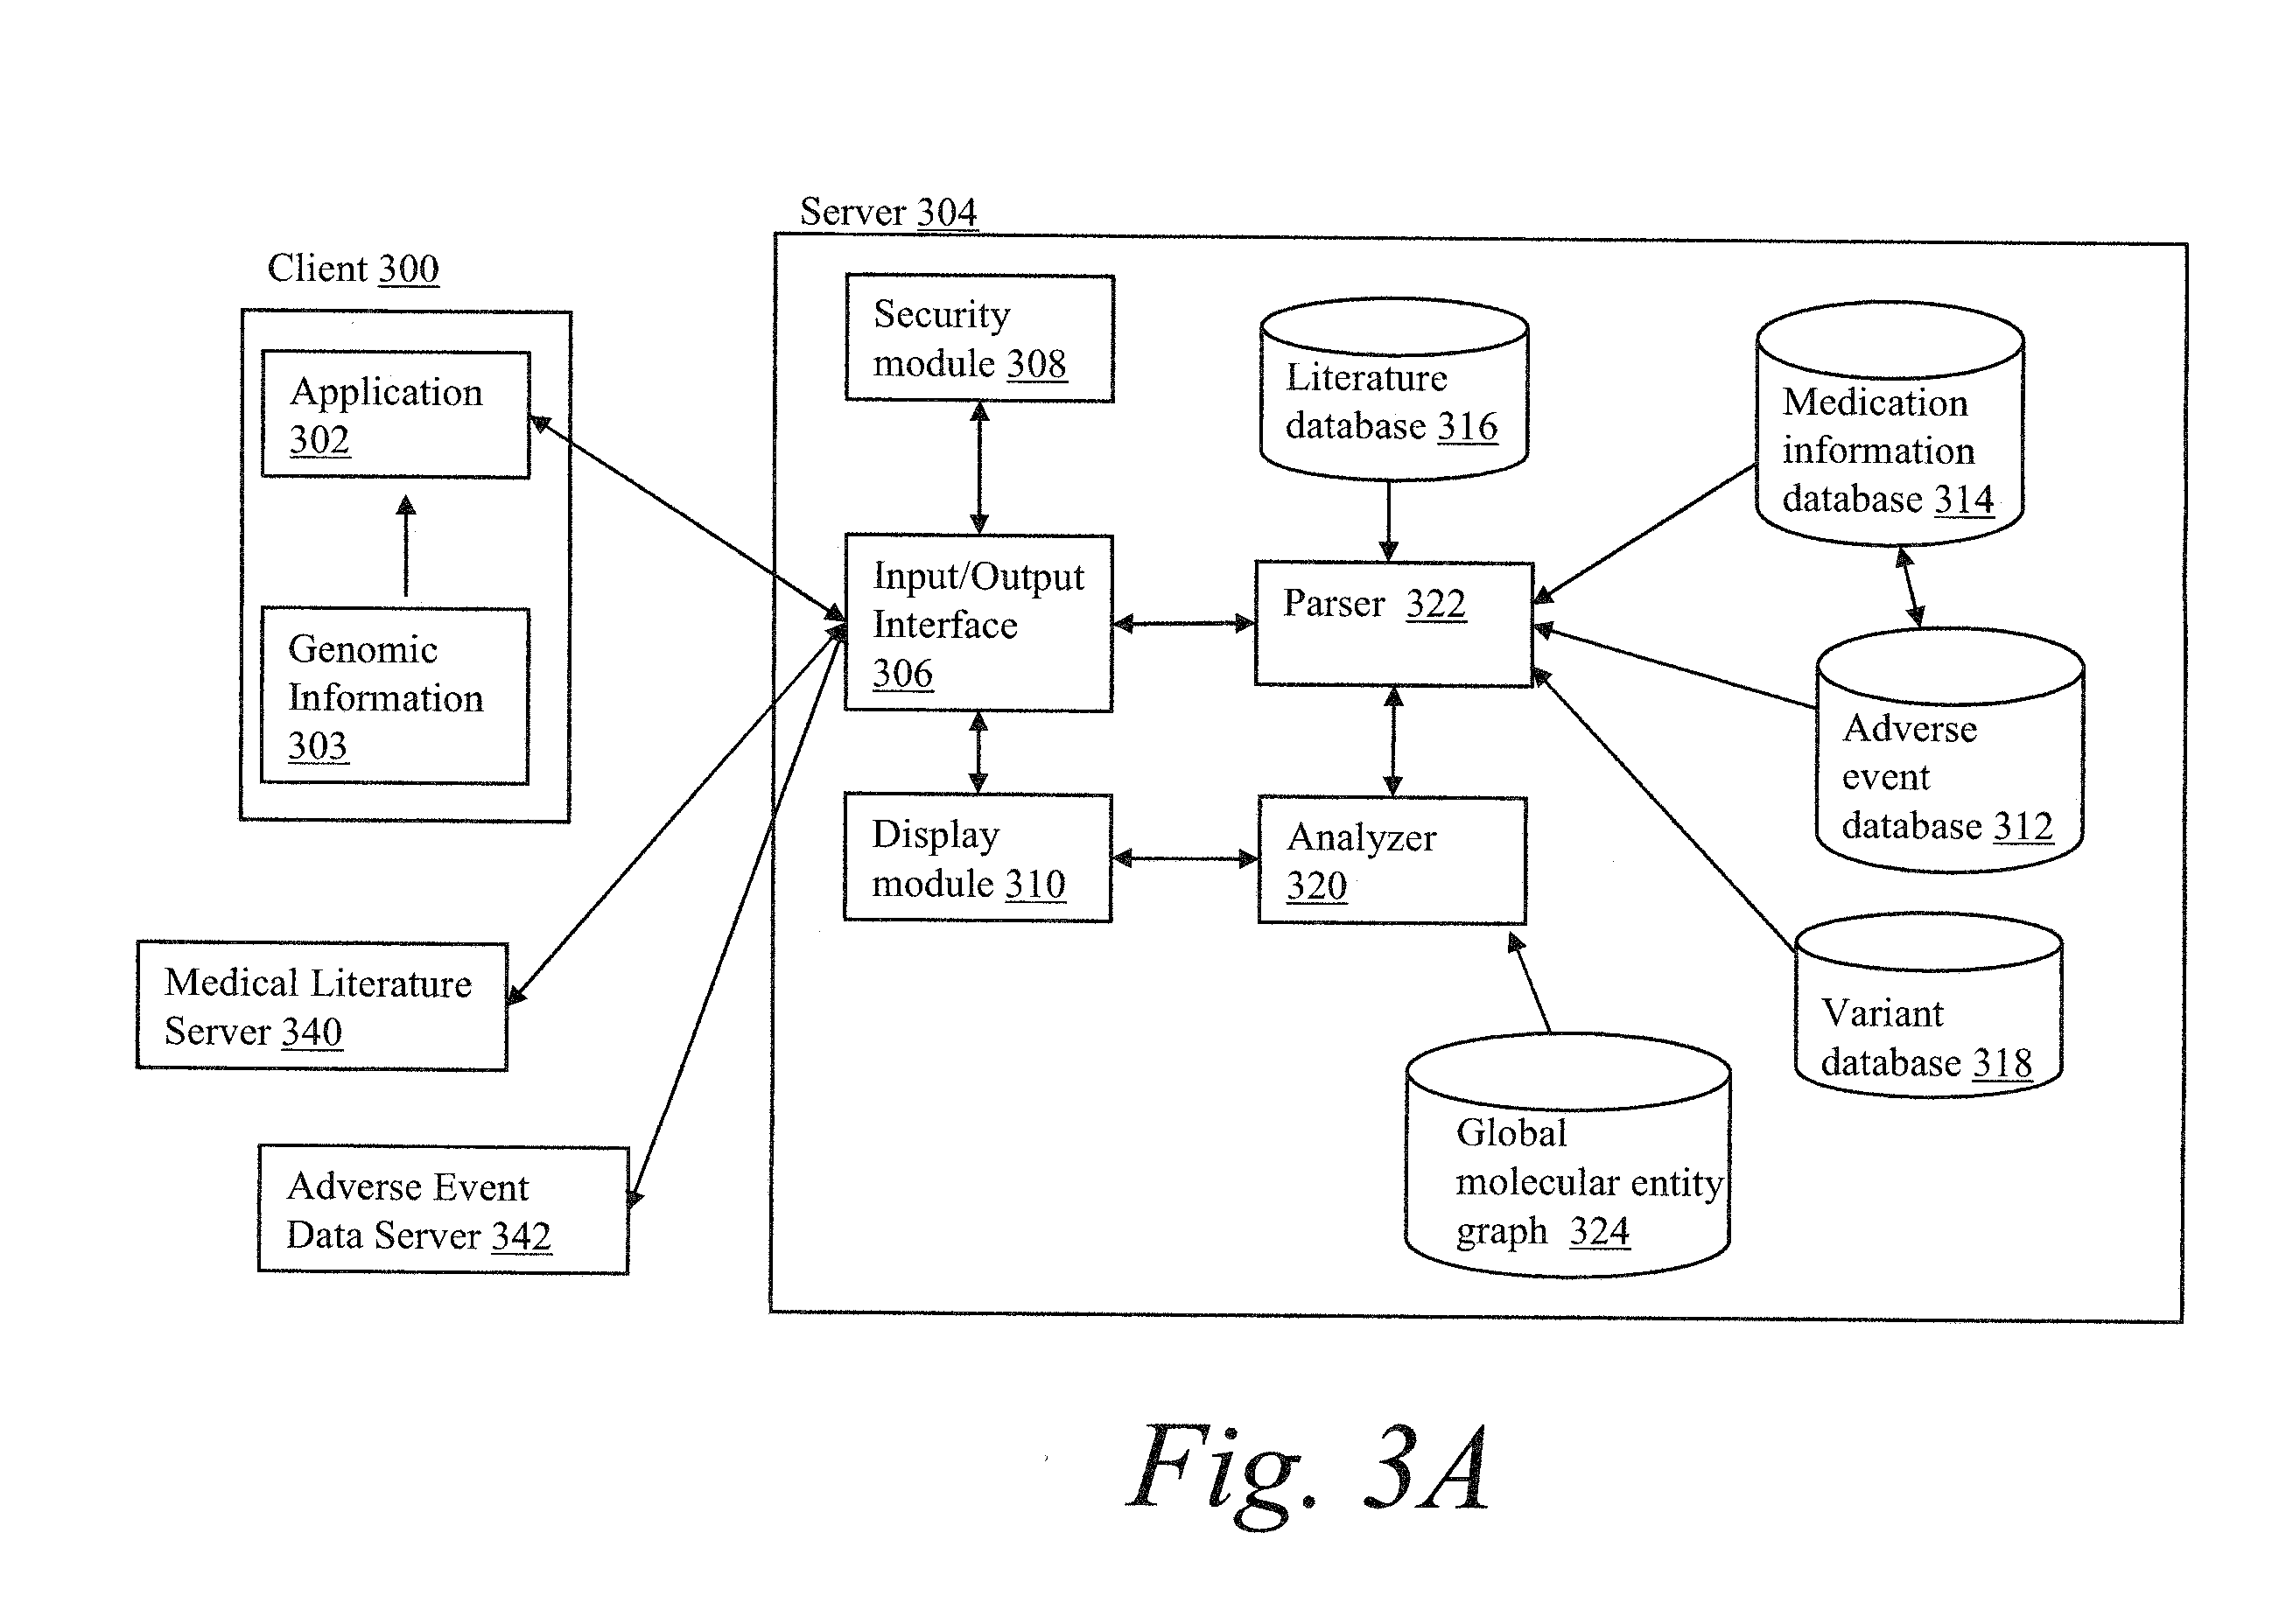 Server 304
Client 300
Application
302
Genomic
Information
303
Security
module 308
Literature
database 316
Medication
information
database 314
Input/Output
Interface
306
Parser 322
Adverse
event
database 312
Display
module 310
Analyzer
320
Variant
database 318
Medical Literature
Server 340
Global
molecular entity
graph 324
Adverse Event
Data Server 342
Fig. 3A